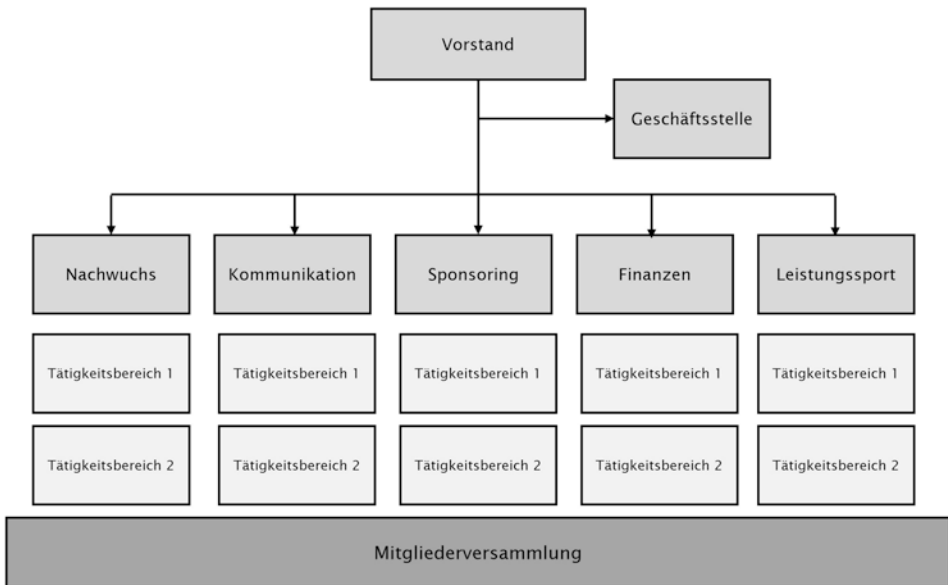 Vorstand
Geschäftsstelle
Nachwuchs
Kommunikation
Sponsoring
Finanzen
Leistungssport
Tätigkeitsbereich 1
Tätigkeitsbereich 1
Tätigkeitsbereich 1
Tätigkeitsbereich 1
Tätigkeitsbereich 1
Tätigkeitsbereich 2
Tätigkeitsbereich 2
Tätigkeitsbereich 2
Tätigkeitsbereich 2
Tätigkeitsbereich 2
Mitgliederversammlung